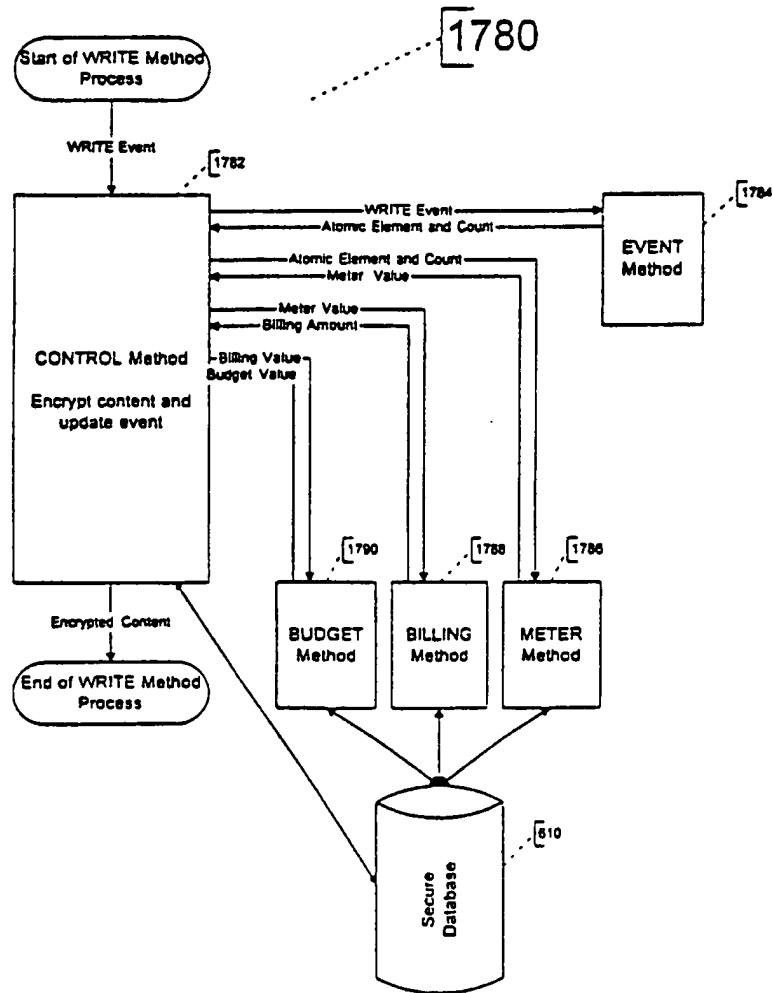 1780
Start of WRITE Method
Process
WRITE Event
1782
WRITE Event
Atomic Element and Count
1784
EVENT
Method
Atomic Element and Count
Meter Value
Meter Value
Billing Amount
CONTROL Method
Encrypt content and
update event
Billing Value
Budget Value
1790
1788
1786
Encrypted Content
BUDGET
Method
BILLING
Method
METER
Method
End of WRITE Method
Process
610
Secure
Database